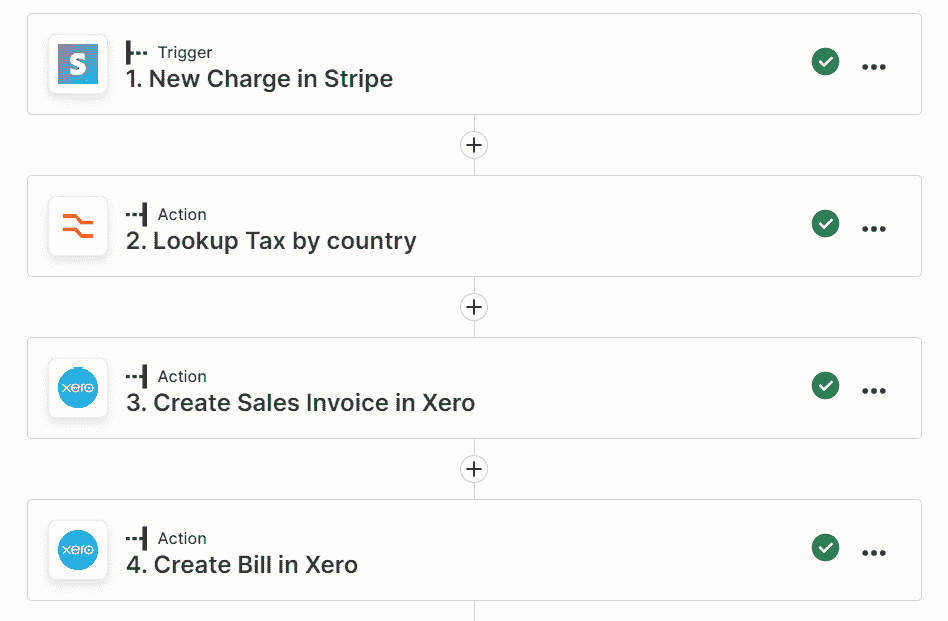 S
Trigger
1. New Charge in Stripe
Action
2. Lookup Tax by country
xero
Action
3. Create Sales Invoice in Xero
xero
Action
4. Create Bill in Xero